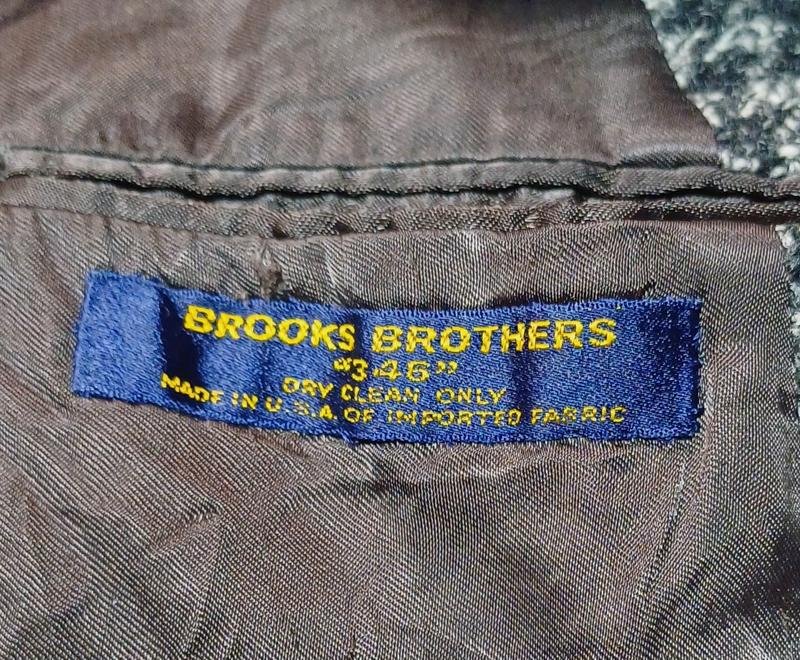 BROOKS BROTHERS
"346"
DRY CLEAN ONLY
MADE IN U.S.A. OF IMPORTED FABRIC